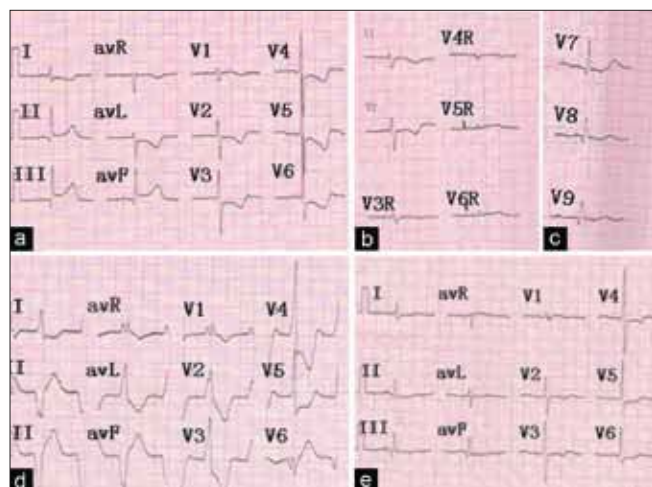 I avR V1 V4
II avL V2 V5
III avF V3 V6
a
V4R
V5R
V3R V6R
b
V7
V8
V9
c
I avR V1 V4
II avL V2 V5
II avF V3 V6
d
I avR V1 V4
II avL V2 V5
III avF V3 V6
e